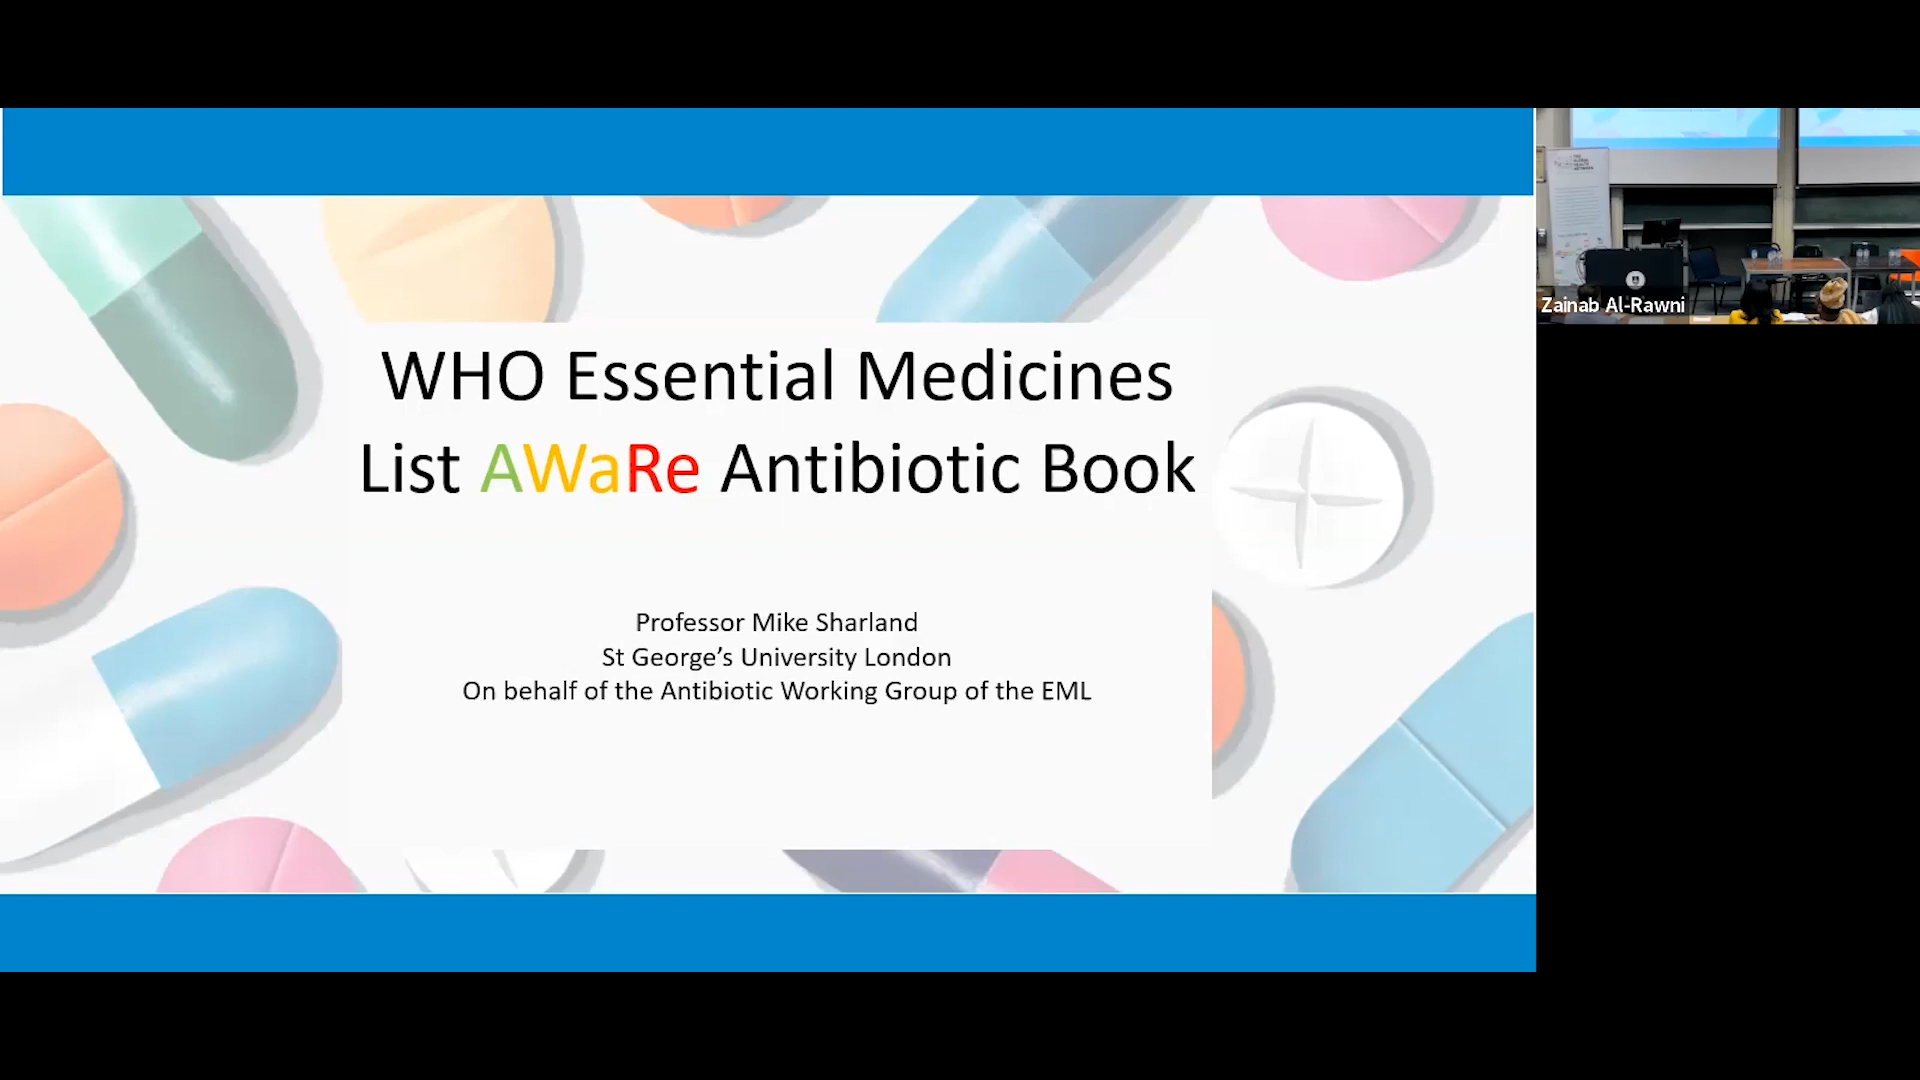 WHO Essential Medicines
List AWaRe Antibiotic Book
Professor Mike Sharland
St George's University London
On behalf of the Antibiotic Working Group of the EML
Zainab Al-Rawni